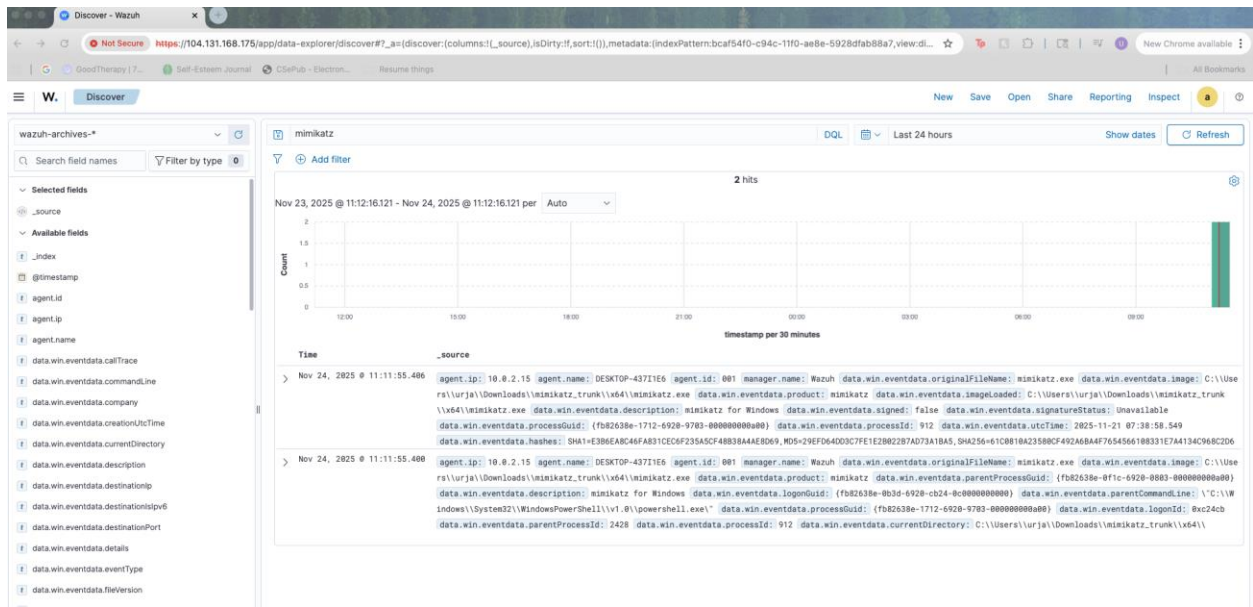 Discover - Wazuh
Not Secure https://104.131.168.175/app/data-explorer/discover#?_a=(discover:(columns:!(_source),isDirty:!f,sort:!()),metadata:(indexPattern:bcaf54f0-c94c-11f0-ae8e-5928dfab88a7,view:di...
New Chrome available
GoodTherapy | 7... Self-Esteem Journal CSePub - Electron... Resume things All Bookmarks
W. Discover New Save Open Share Reporting Inspect a
wazuh-archives-*
mimikatz DQL Last 24 hours Show dates Refresh
Search field names Filter by type 0
Add filter
Selected fields
_source
Available fields
_index
@timestamp
agent.id
agent.ip
agent.name
data.win.eventdata.callTrace
data.win.eventdata.commandLine
data.win.eventdata.company
data.win.eventdata.creationUtcTime
data.win.eventdata.currentDirectory
data.win.eventdata.description
data.win.eventdata.destinationIp
data.win.eventdata.destinationIsIpv6
data.win.eventdata.destinationPort
data.win.eventdata.details
data.win.eventdata.eventType
data.win.eventdata.fileVersion
2 hits
Nov 23, 2025 @ 11:12:16.121 - Nov 24, 2025 @ 11:12:16.121 per Auto
Count
2
1.5
1
0.5
0
12:00 15:00 18:00 21:00 00:00 03:00 06:00 09:00
timestamp per 30 minutes
Time _source
Nov 24, 2025 @ 11:11:55.406 agent.ip: 10.0.2.15 agent.name: DESKTOP-437I1E6 agent.id: 001 manager.name: Wazuh data.win.eventdata.originalFileName: mimikatz.exe data.win.eventdata.image: C:\\Use
rs\\urja\\Downloads\\mimikatz_trunk\\x64\\mimikatz.exe data.win.eventdata.product: mimikatz data.win.eventdata.imageLoaded: C:\\Users\\urja\\Downloads\\mimikatz_trunk
\\x64\\mimikatz.exe data.win.eventdata.description: mimikatz for Windows data.win.eventdata.signed: false data.win.eventdata.signatureStatus: Unavailable
data.win.eventdata.processGuid: {fb82638e-1712-6920-9703-000000000a00} data.win.eventdata.processId: 912 data.win.eventdata.utcTime: 2025-11-21 07:38:58.549
data.win.eventdata.hashes: SHA1=E3B6EA8C46FA831CEC6F235A5CF48B38A4AE8D69,MD5=29EFD64DD3C7FE1E2B022B7AD73A1BA5,SHA256=61C0810A23580CF492A6BA4F7654566108331E7A4134C968C2D6
Nov 24, 2025 @ 11:11:55.400 agent.ip: 10.0.2.15 agent.name: DESKTOP-437I1E6 agent.id: 001 manager.name: Wazuh data.win.eventdata.originalFileName: mimikatz.exe data.win.eventdata.image: C:\\Use
rs\\urja\\Downloads\\mimikatz_trunk\\x64\\mimikatz.exe data.win.eventdata.product: mimikatz data.win.eventdata.parentProcessGuid: {fb82638e-0f1c-6920-0803-000000000a00}
data.win.eventdata.description: mimikatz for Windows data.win.eventdata.logonGuid: {fb82638e-0b3d-6920-cb24-0c0000000000} data.win.eventdata.parentCommandLine: \"C:\\W
indows\\System32\\WindowsPowerShell\\v1.0\\powershell.exe\" data.win.eventdata.processGuid: {fb82638e-1712-6920-9703-000000000a00} data.win.eventdata.logonId: 0xc24cb
data.win.eventdata.parentProcessId: 2428 data.win.eventdata.processId: 912 data.win.eventdata.currentDirectory: C:\\Users\\urja\\Downloads\\mimikatz_trunk\\x64\\